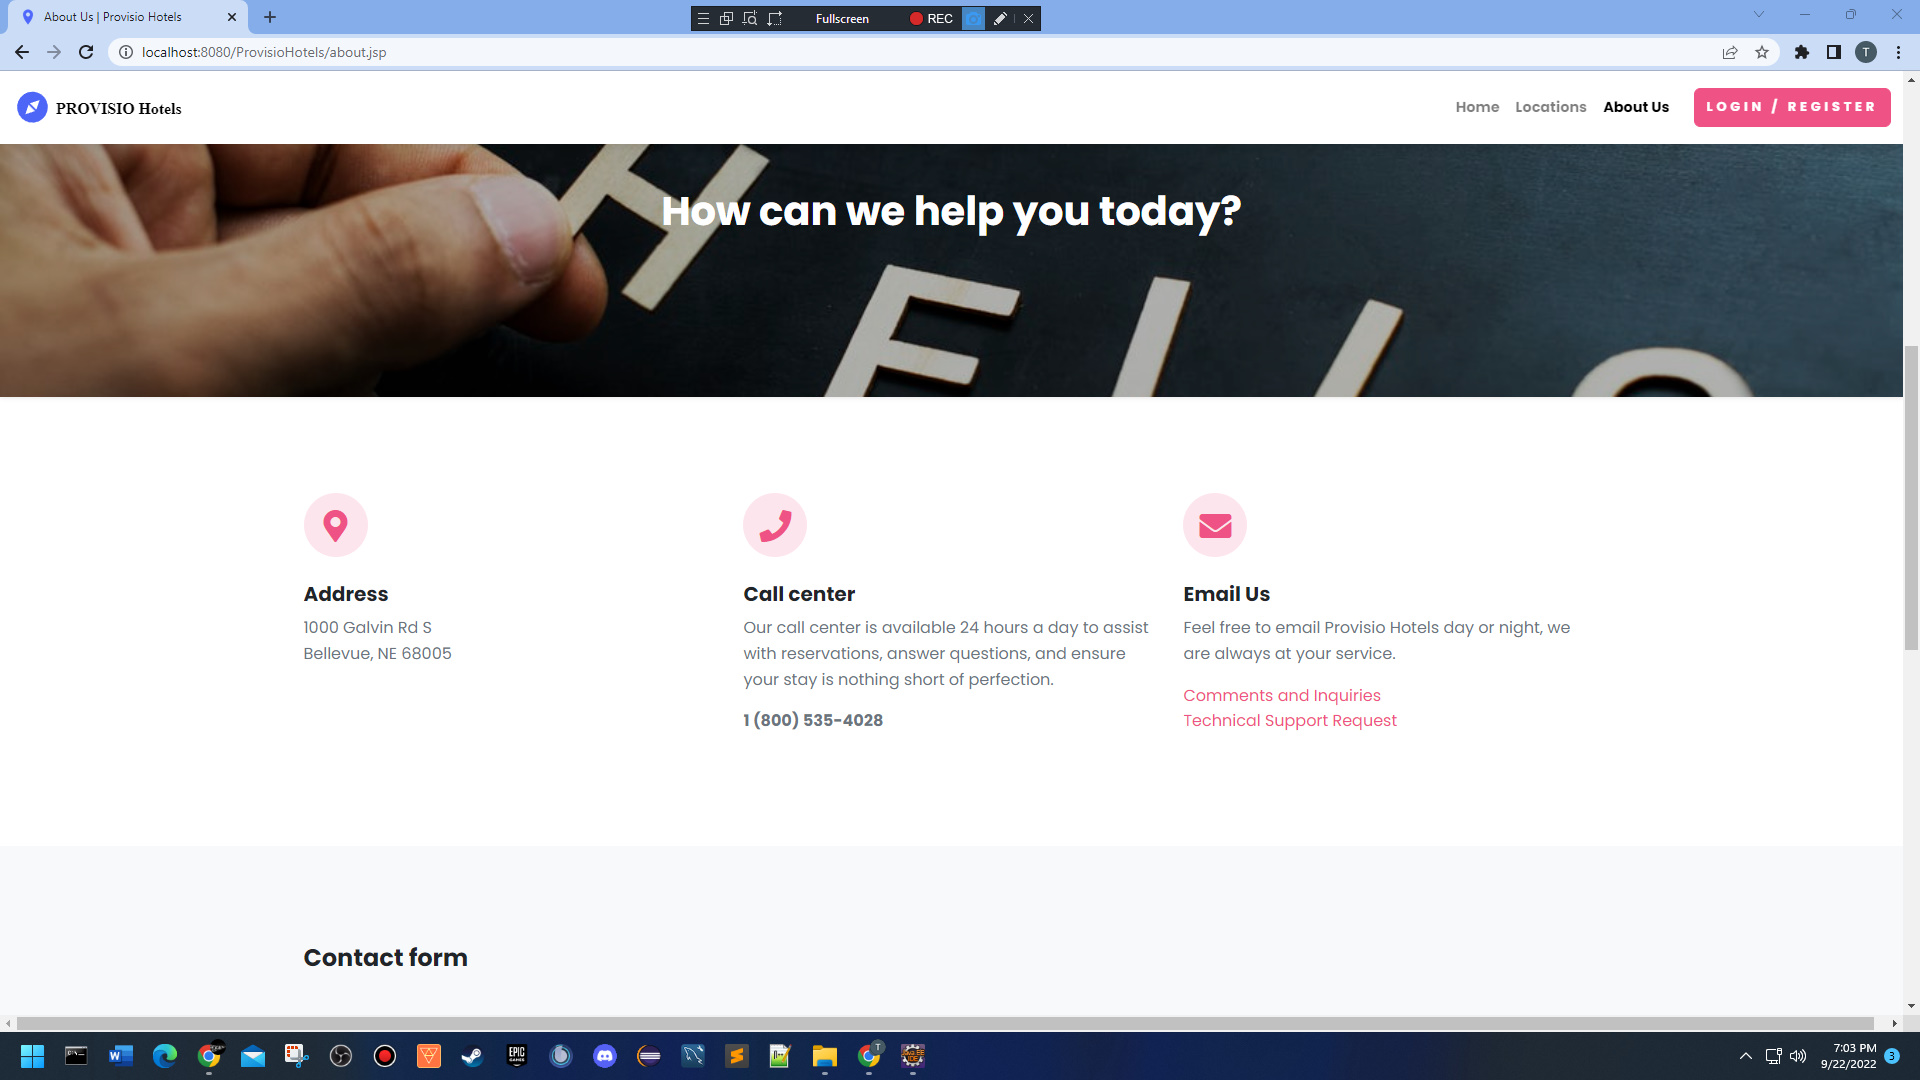 About Us | Provisio Hotels
Fullscreen
REC
localhost:8080/ProvisioHotels/about.jsp
T
PROVISIO Hotels
Home
Locations
About Us
LOGIN / REGISTER
How can we help you today?
H
E L L O
Address
1000 Galvin Rd S
Bellevue, NE 68005
Call center
Our call center is available 24 hours a day to assist
with reservations, answer questions, and ensure
your stay is nothing short of perfection.
1 (800) 535-4028
Email Us
Feel free to email Provisio Hotels day or night, we
are always at your service.
Comments and Inquiries
Technical Support Request
Contact form
EPIC
GAMES
7:03 PM
9/22/2022
3